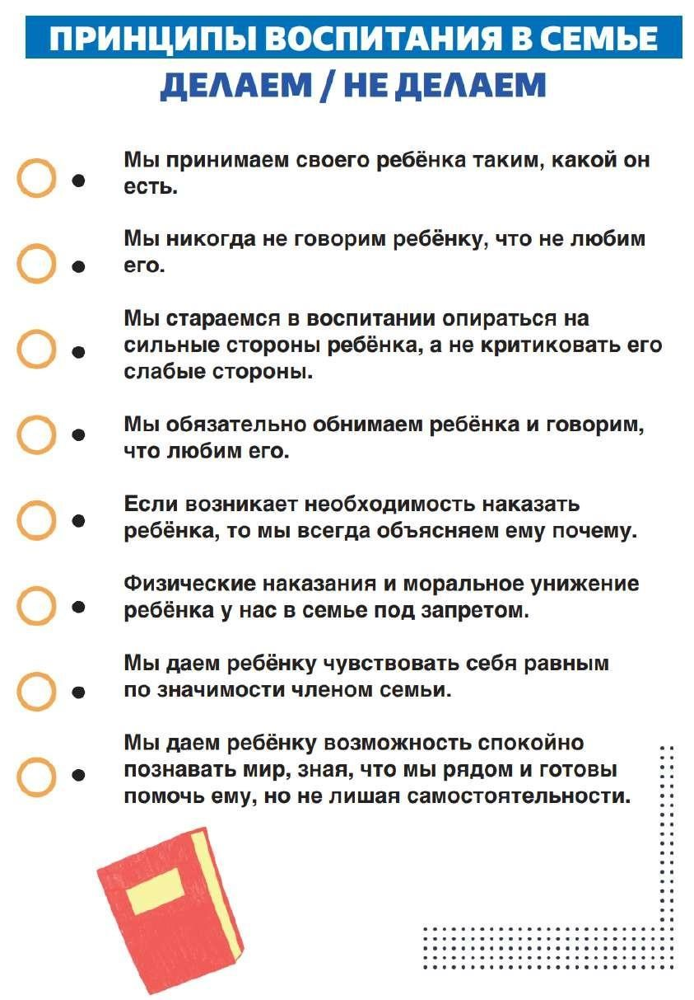 ПРИНЦИПЫ ВОСПИТАНИЯ В СЕМЬЕ
ДЕЛАЕМ / НЕ ДЕЛАЕМ
Мы принимаем своего ребёнка таким, какой он
есть.
Мы никогда не говорим ребёнку, что не любим
его.
Мы стараемся в воспитании опираться на
сильные стороны ребёнка, а не критиковать его
слабые стороны.
Мы обязательно обнимаем ребёнка и говорим,
что любим его.
Если возникает необходимость наказать
ребёнка, то мы всегда объясняем ему почему.
Физические наказания и моральное унижение
ребёнка у нас в семье под запретом.
Мы даем ребёнку чувствовать себя равным
по значимости членом семьи.
Мы даем ребёнку возможность спокойно
познавать мир, зная, что мы рядом и готовы
помочь ему, но не лишая самостоятельности.